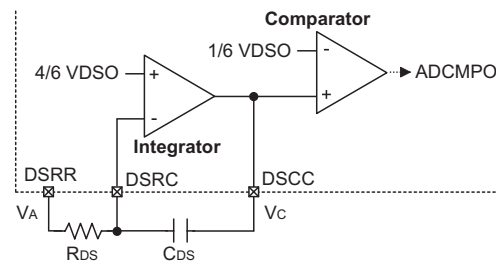 Comparator
1/6 VDSO
-
+
ADCMPO
4/6 VDSO
+
-
Integrator
DSRR
DSRC
DSCC
VA
VC
RDS
CDS